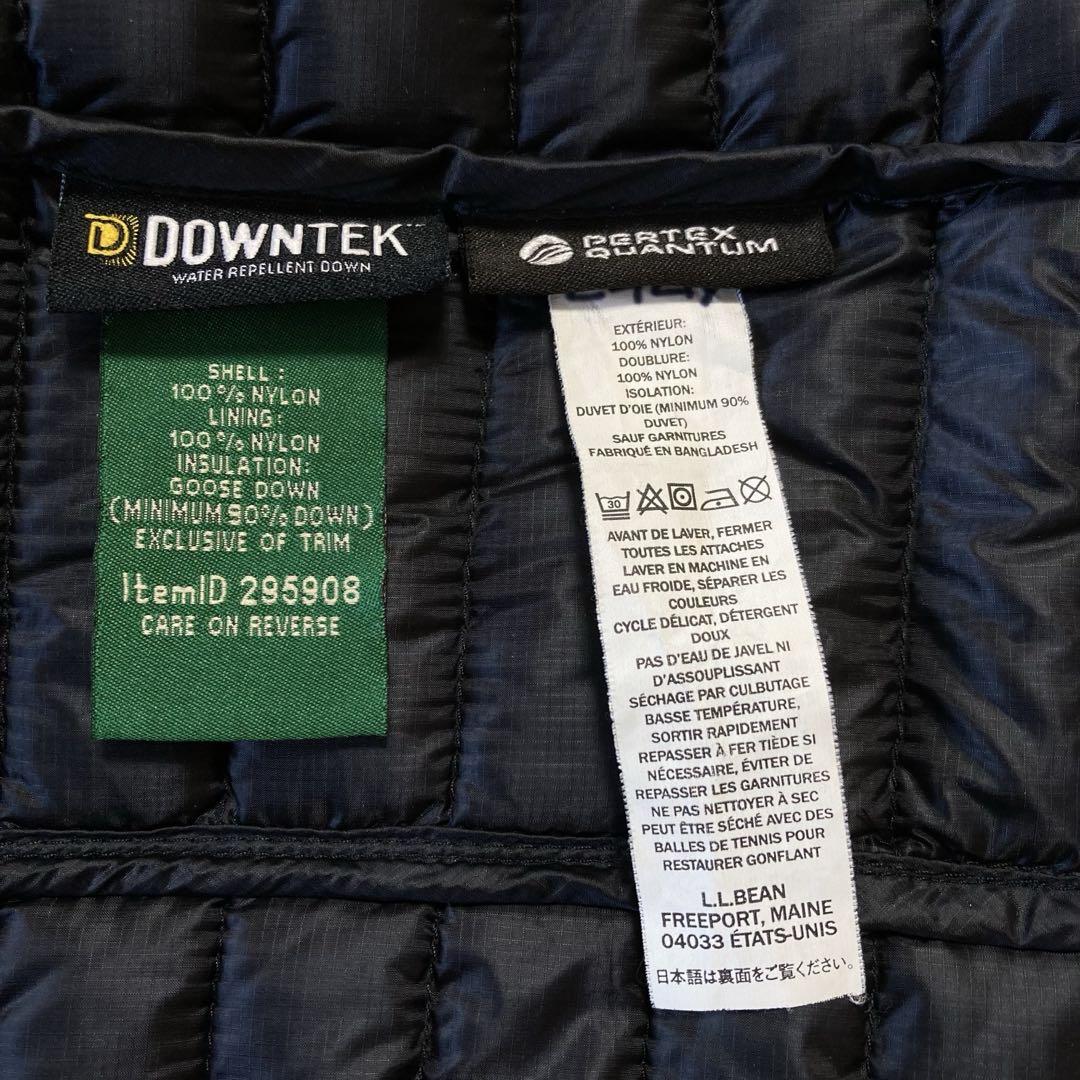 DOWNTEK™
WATER REPELLENT DOWN
PERTEX
QUANTUM
SHELL:
100% NYLON
LINING:
100% NYLON
INSULATION:
GOOSE DOWN
(MINIMUM 90% DOWN)
EXCLUSIVE OF TRIM
ItemID 295908
CARE ON REVERSE
EXTÉRIEUR:
100% NYLON
DOUBLURE:
100% NYLON
ISOLATION:
DUVET D'OIE (MINIMUM 90%
DUVET)
SAUF GARNITURES
FABRIQUÉ EN BANGLADESH
30
AVANT DE LAVER, FERMER
TOUTES LES ATTACHES
LAVER EN MACHINE EN
EAU FROIDE, SÉPARER LES
COULEURS
CYCLE DÉLICAT, DÉTERGENT
DOUX
PAS D'EAU DE JAVEL NI
D'ASSOUPLISSANT
SÉCHAGE PAR CULBUTAGE
BASSE TEMPÉRATURE,
SORTIR RAPIDEMENT
REPASSER À FER TIÈDE SI
NÉCESSAIRE, ÉVITER DE
REPASSER LES GARNITURES
NE PAS NETTOYER À SEC
PEUT ÊTRE SÉCHÉ AVEC DES
BALLES DE TENNIS POUR
RESTAURER GONFLANT
L.L.BEAN
FREEPORT, MAINE
04033 ÉTATS-UNIS
日本語は裏面をご覧ください。